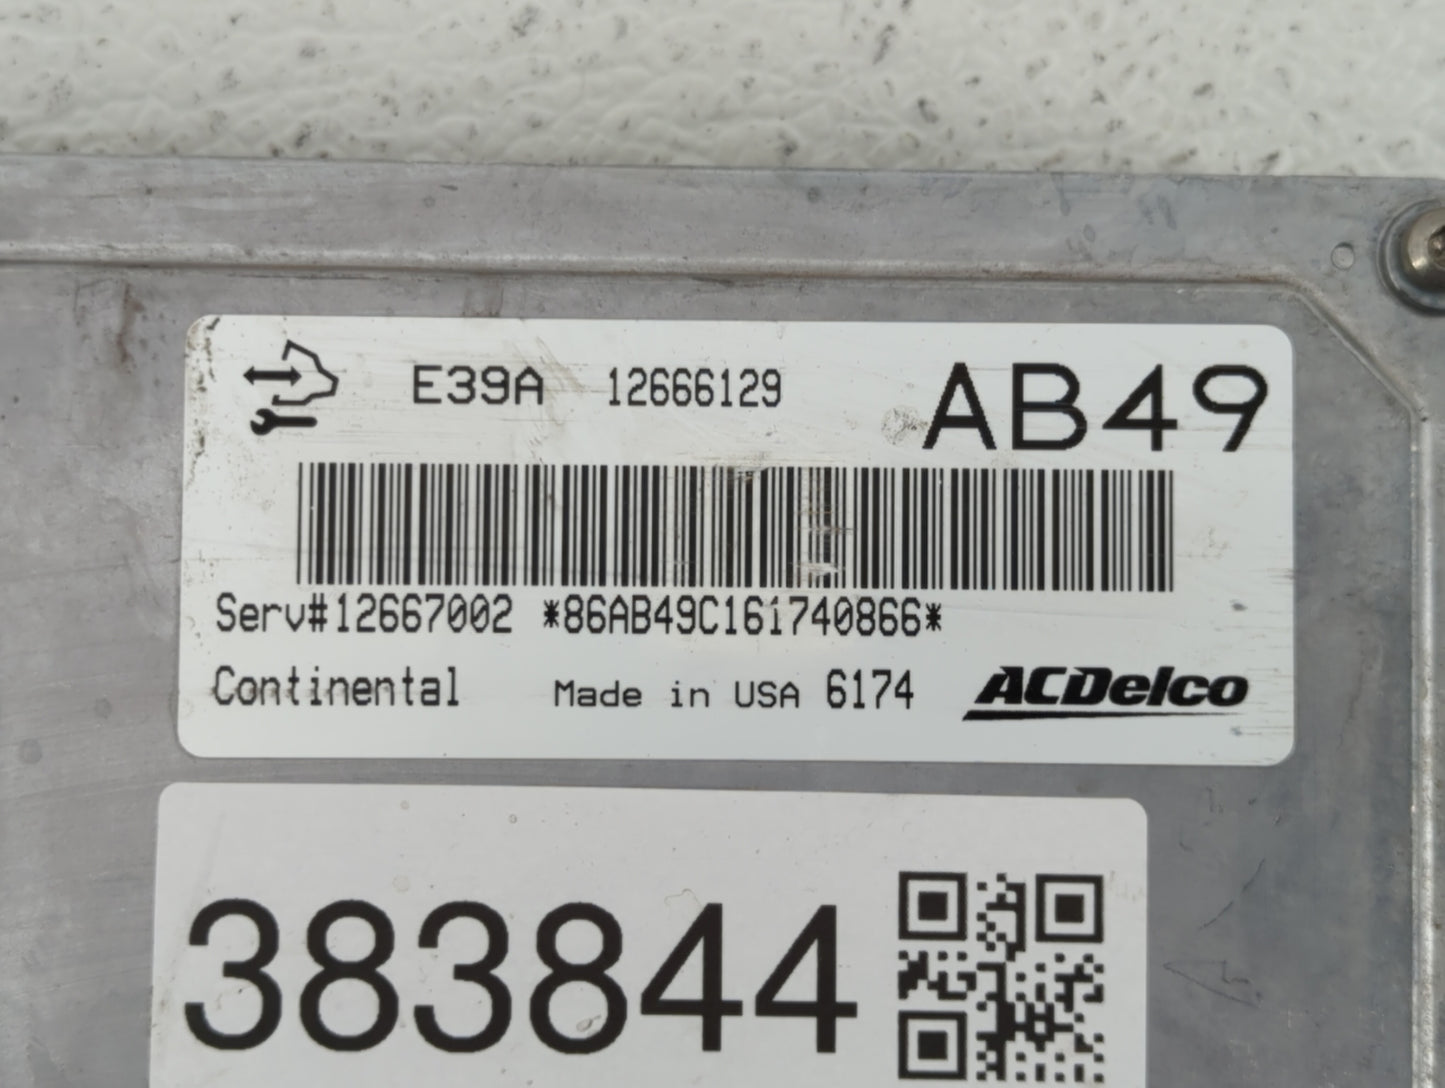 E39A 12666129 AB49
Serv#12667002 *86AB49C161740866*
Continental Made in USA 6174 ACDelco
383844